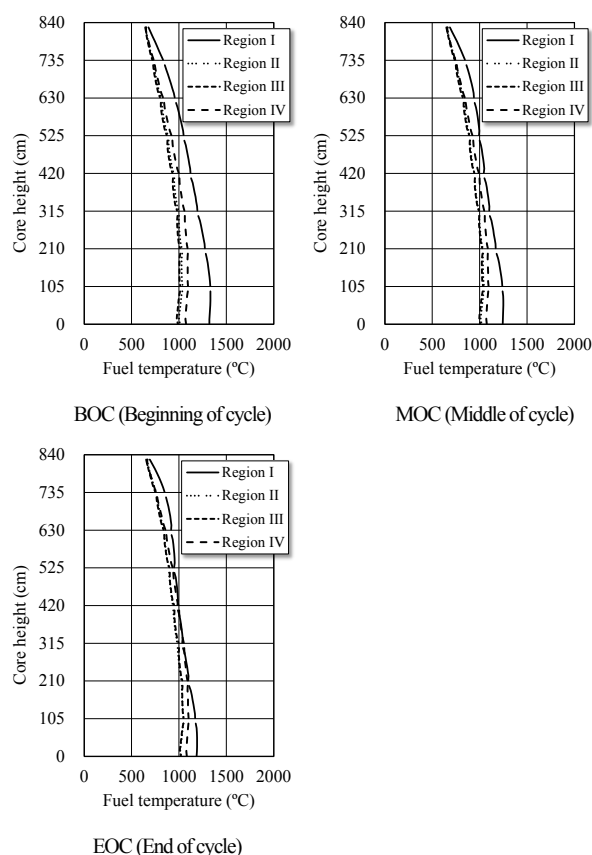 840
735
630
525
420
315
210
105
0
Core height (cm)
Region I
Region II
Region III
Region IV
0 500 1000 1500 2000
Fuel temperature (ºC)
BOC (Beginning of cycle)
840
735
630
525
420
315
210
105
0
Core height (cm)
Region I
Region II
Region III
Region IV
0 500 1000 1500 2000
Fuel temperature (ºC)
MOC (Middle of cycle)
840
735
630
525
420
315
210
105
0
Core height (cm)
Region I
Region II
Region III
Region IV
0 500 1000 1500 2000
Fuel temperature (ºC)
EOC (End of cycle)